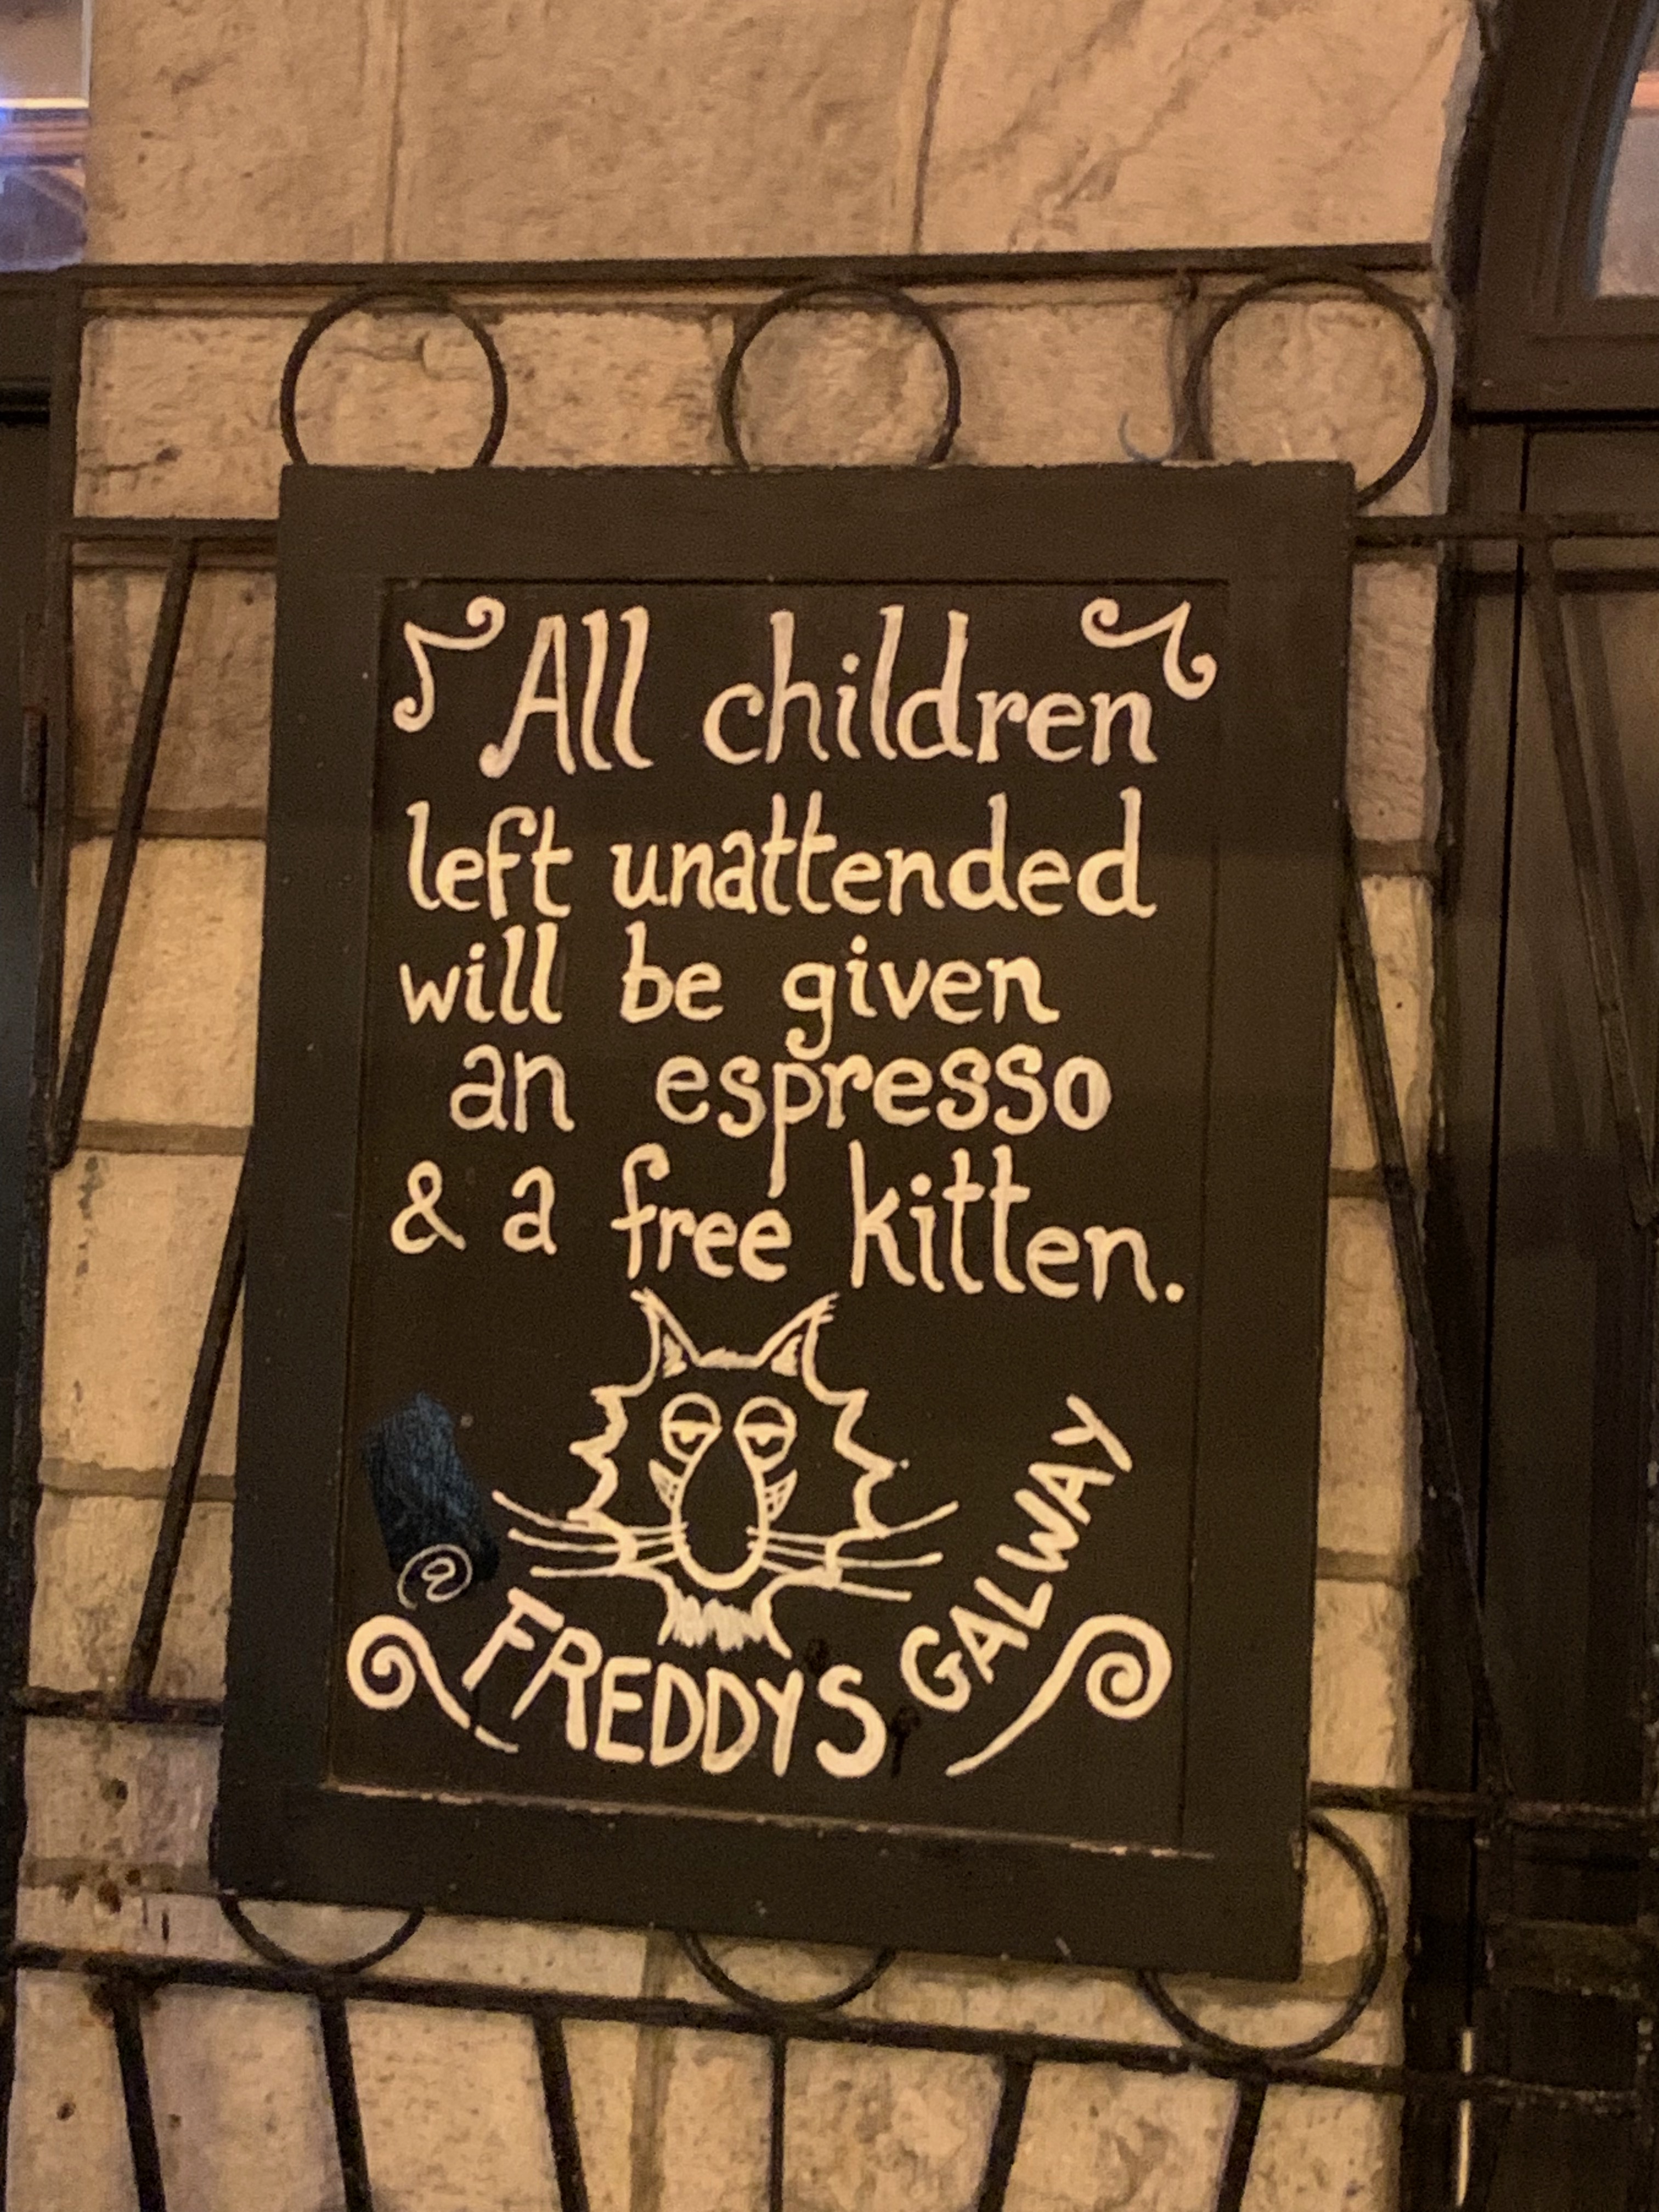 All children
left unattended
will be given
an espresso
& a free kitten.
@ FREDDYS GALWAY